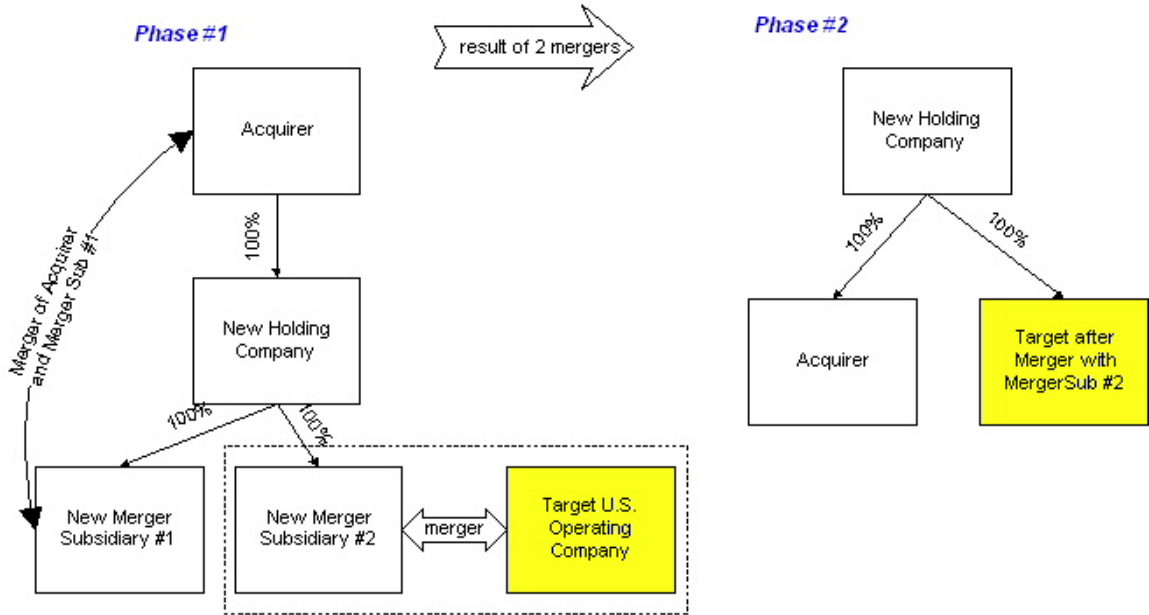 Phase #1
result of 2 mergers
Phase #2
Acquirer
New Holding
Company
100%
100%
100%
Merger of Acquirer
and Merger Sub #1
100%
New Holding
Company
Acquirer
Target after
Merger with
MergerSub #2
100%
100%
New Merger
Subsidiary #1
New Merger
Subsidiary #2
merger
Target U.S.
Operating
Company